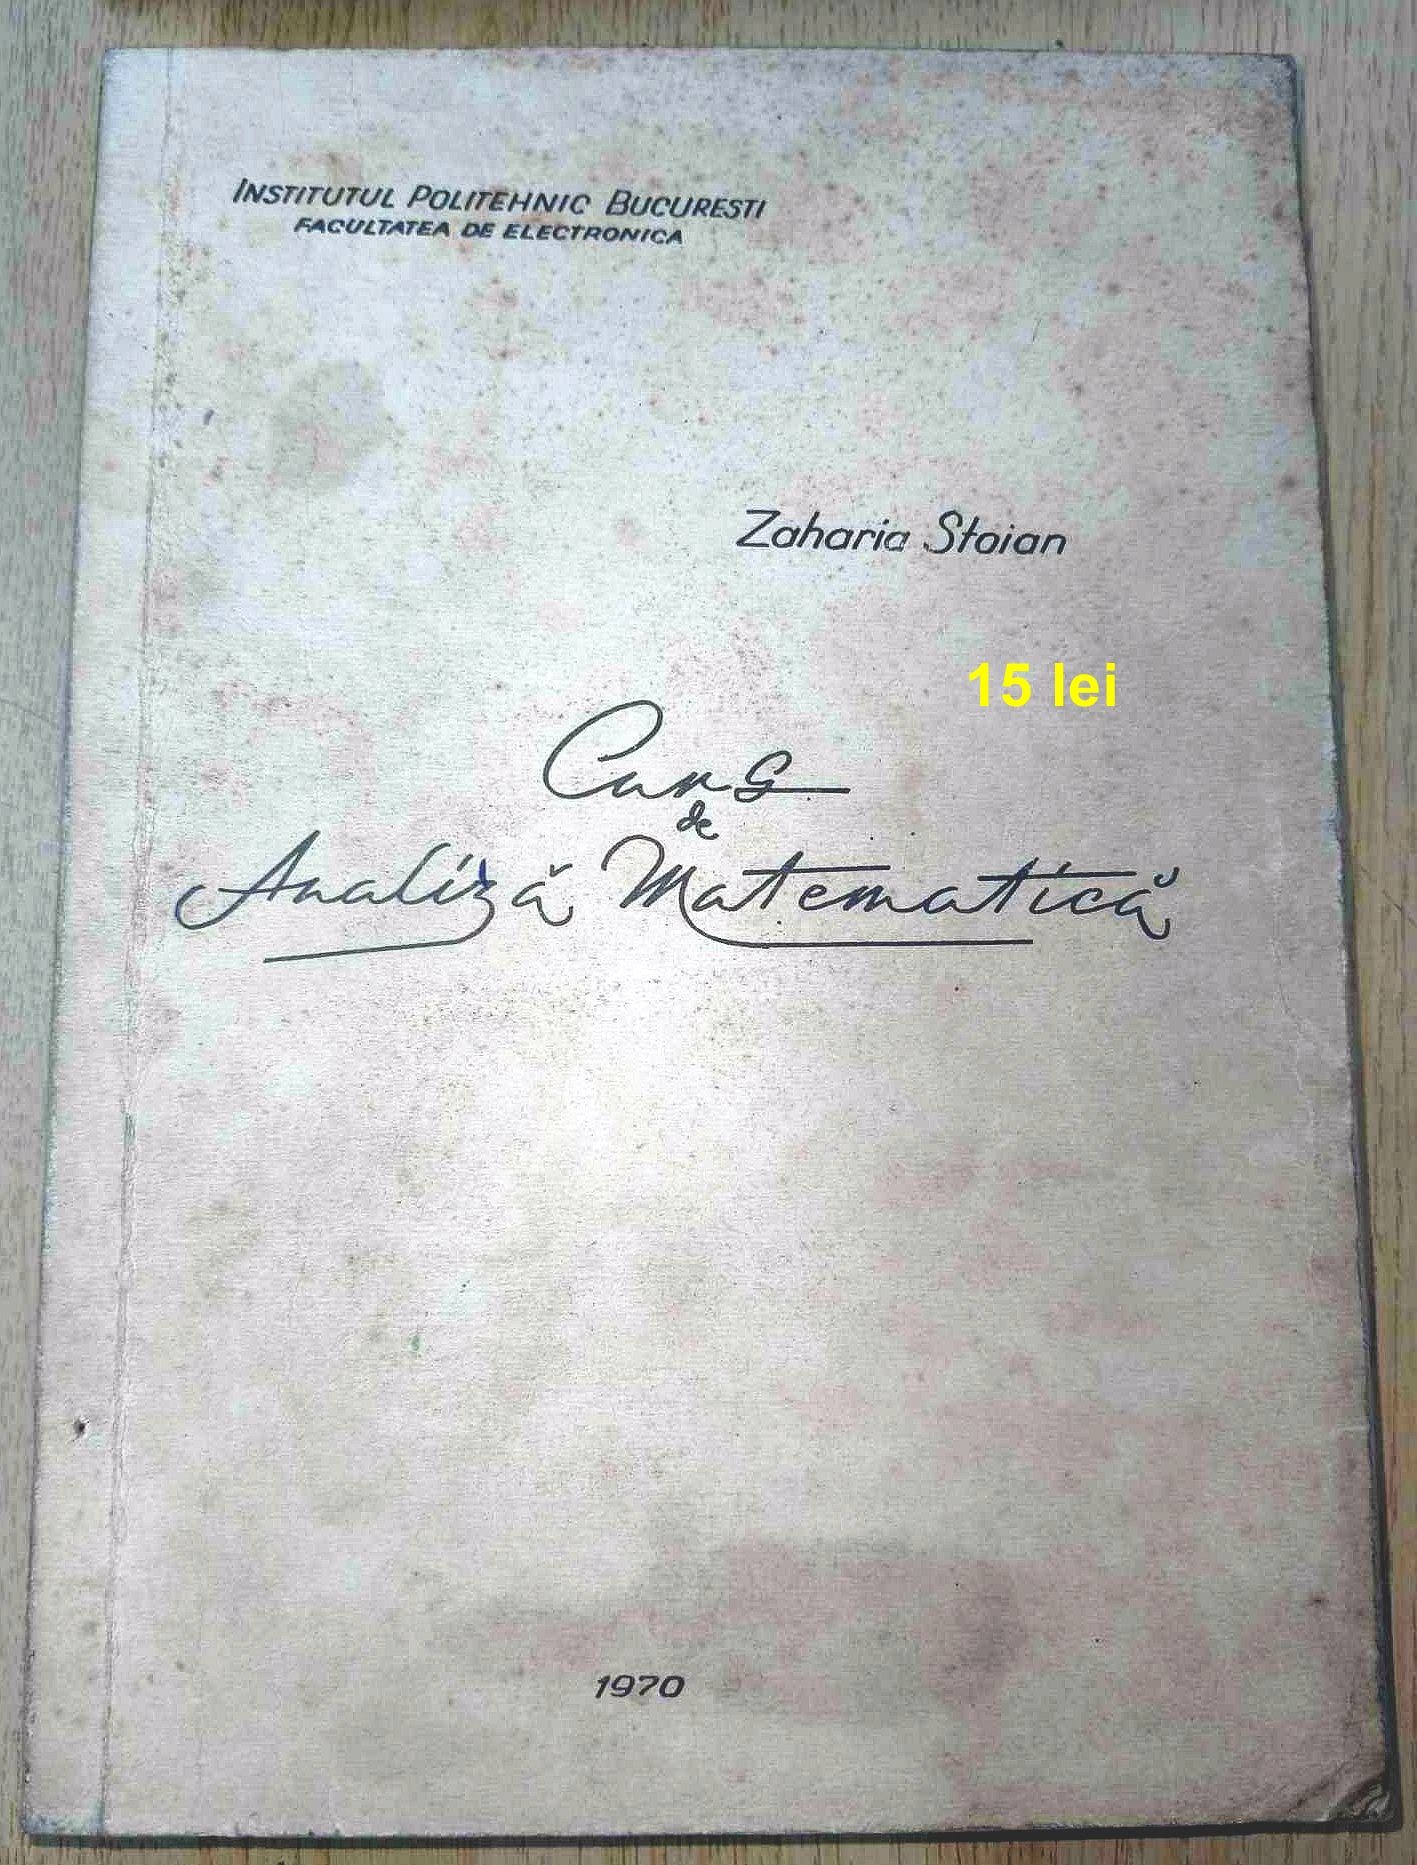 INSTITUTUL POLITEHNIC BUCURESTI
FACULTATEA DE ELECTRONICA
Zaharia Stoian
15 lei
Curs
de
Analiză Matematică
1970